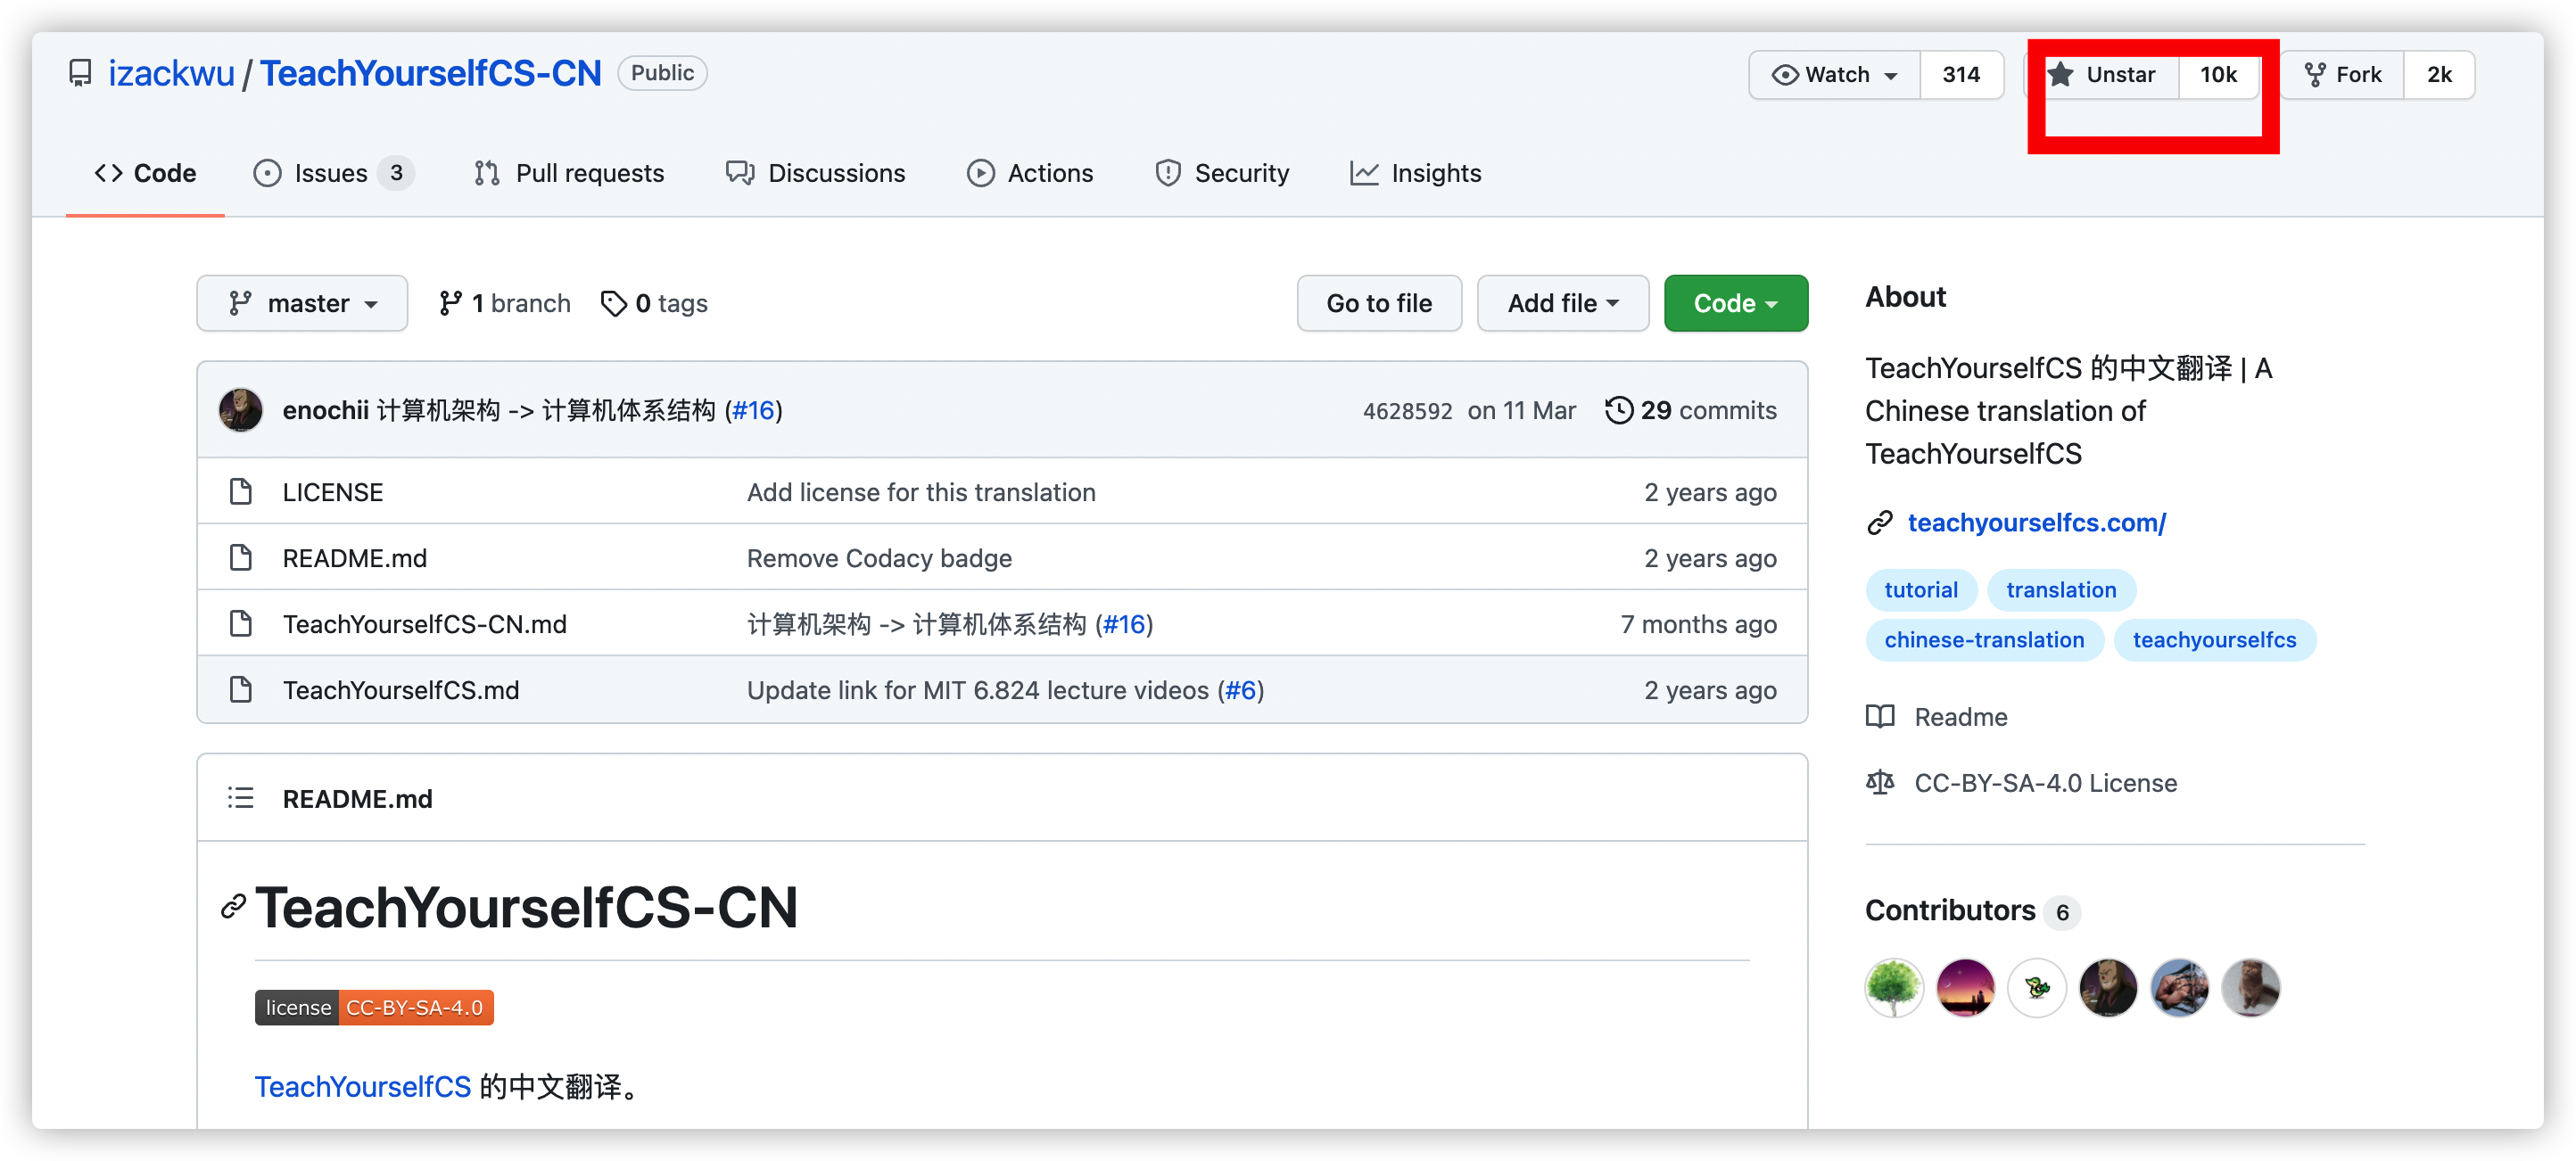 izackwu / TeachYourselfCS-CN Public
Watch 314 Unstar 10k Fork 2k
Code Issues 3 Pull requests Discussions Actions Security Insights
master 1 branch 0 tags Go to file Add file Code
enochii 计算机架构 -> 计算机体系结构 (#16) 4628592 on 11 Mar 29 commits
LICENSE Add license for this translation 2 years ago
README.md Remove Codacy badge 2 years ago
TeachYourselfCS-CN.md 计算机架构 -> 计算机体系结构 (#16) 7 months ago
TeachYourselfCS.md Update link for MIT 6.824 lecture videos (#6) 2 years ago
README.md
TeachYourselfCS-CN
license CC-BY-SA-4.0
TeachYourselfCS 的中文翻译。
About
TeachYourselfCS 的中文翻译 | A
Chinese translation of
TeachYourselfCS
teachyourselfcs.com/
tutorial translation
chinese-translation teachyourselfcs
Readme
CC-BY-SA-4.0 License
Contributors 6